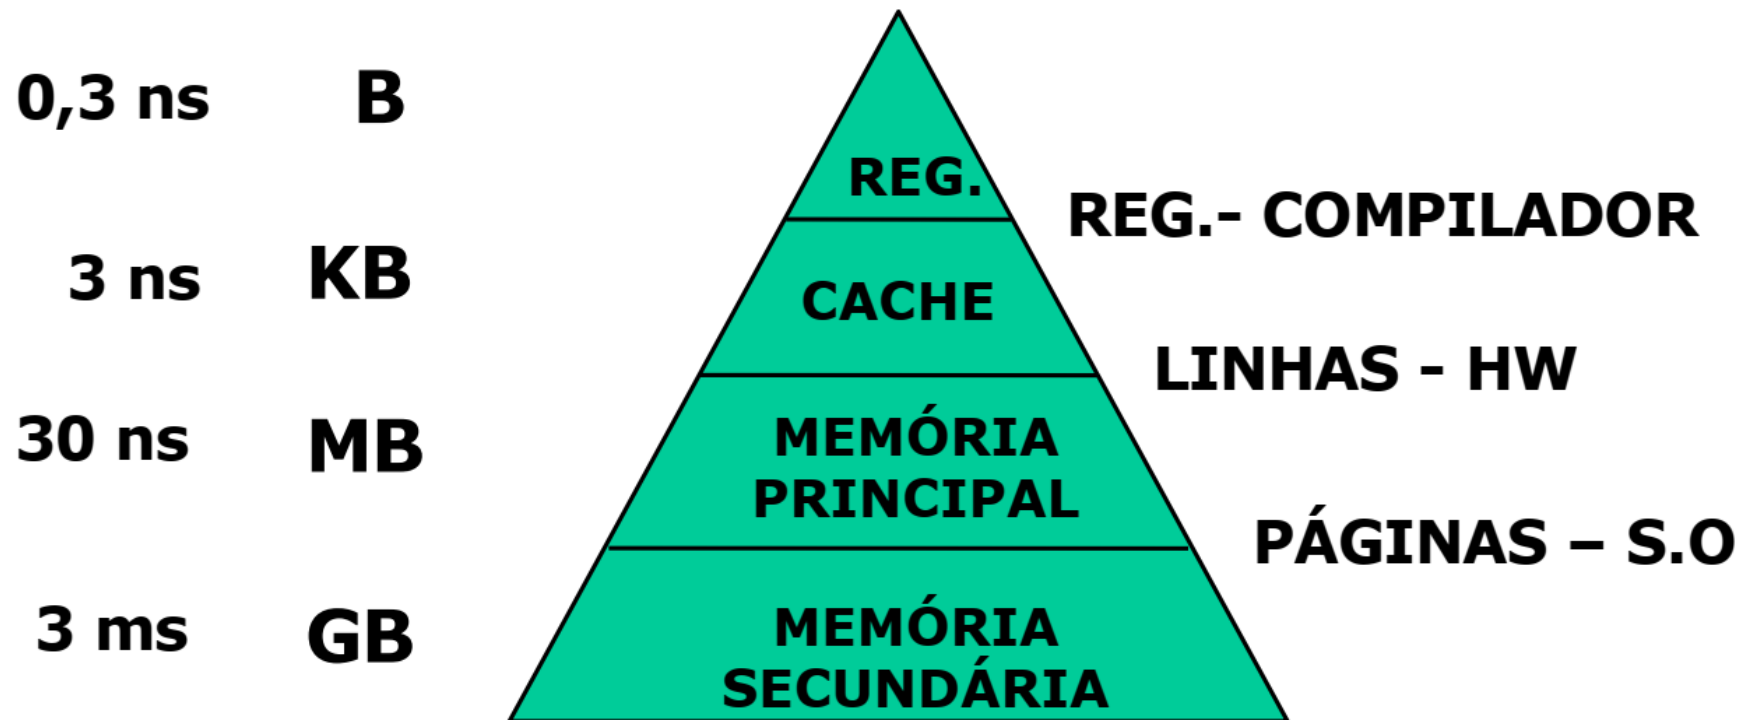 0,3 ns B
REG.
REG.- COMPILADOR
3 ns KB
CACHE
LINHAS - HW
30 ns MB
MEMÓRIA
PRINCIPAL
PÁGINAS – S.O
3 ms GB
MEMÓRIA
SECUNDÁRIA